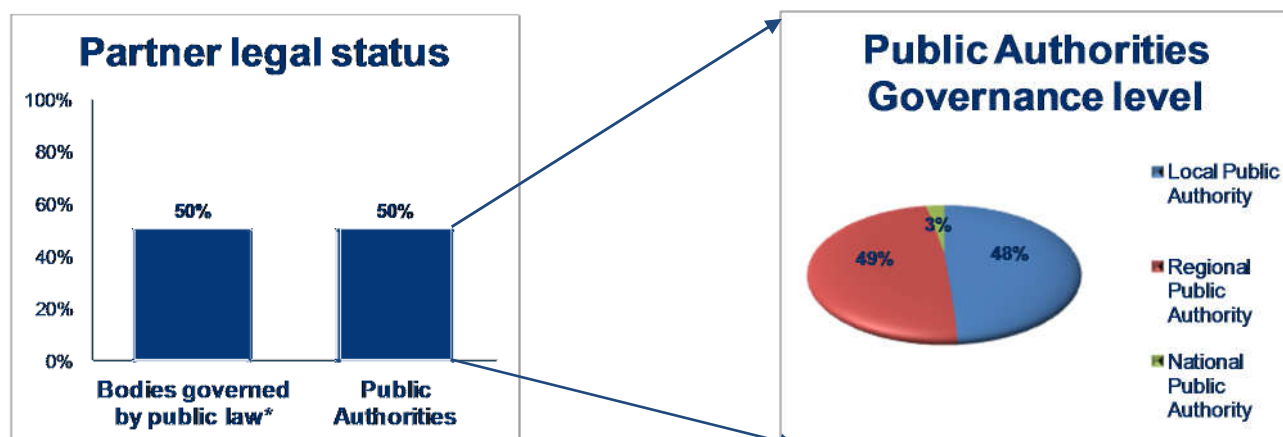 Partner legal status
100%
80%
60%
40%
20%
0%
50%
50%
Bodies governed
by public law*
Public
Authorities
Public Authorities
Governance level
3%
49%
48%
Local Public
Authority
Regional
Public
Authority
National
Public
Authority